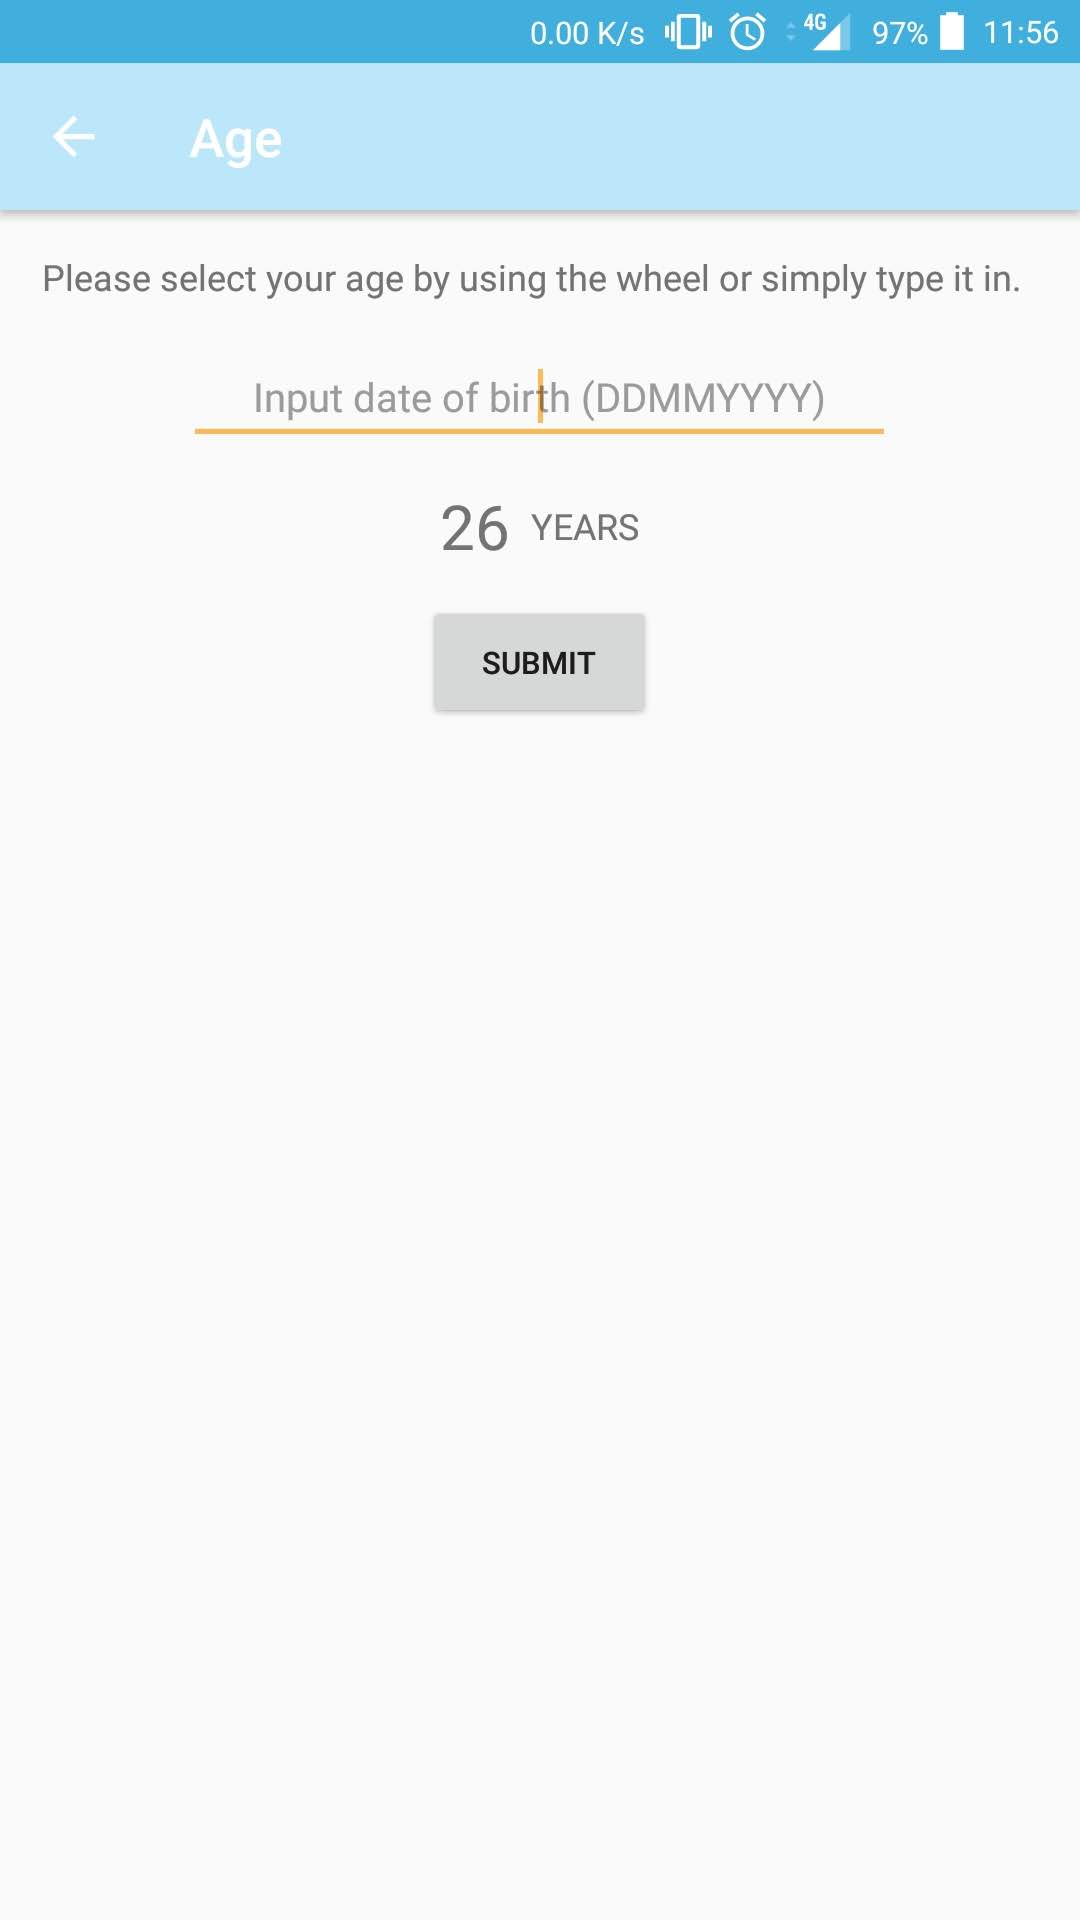 0.00 K/s 4G 97% 11:56
Age
Please select your age by using the wheel or simply type it in.
Input date of birth (DDMMYYYY)
26 YEARS
SUBMIT